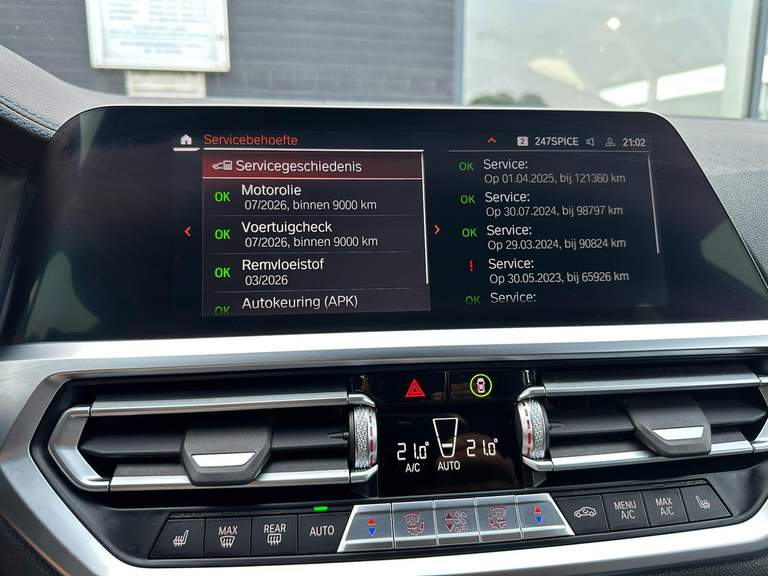 Servicebehoefte
2 247SPICE 21:02
Servicegeschiedenis
OK Motorolie
07/2026, binnen 9000 km
OK Voertuigcheck
07/2026, binnen 9000 km
OK Remvloeistof
03/2026
OK Autokeuring (APK)
OK Service:
Op 01.04.2025, bij 121360 km
OK Service:
Op 30.07.2024, bij 98797 km
OK Service:
Op 29.03.2024, bij 90824 km
! Service:
Op 30.05.2023, bij 65926 km
OK Service:
21.0° 21.0°
A/C AUTO
MAX
REAR
AUTO
OFF
MENU
A/C
MAX
A/C